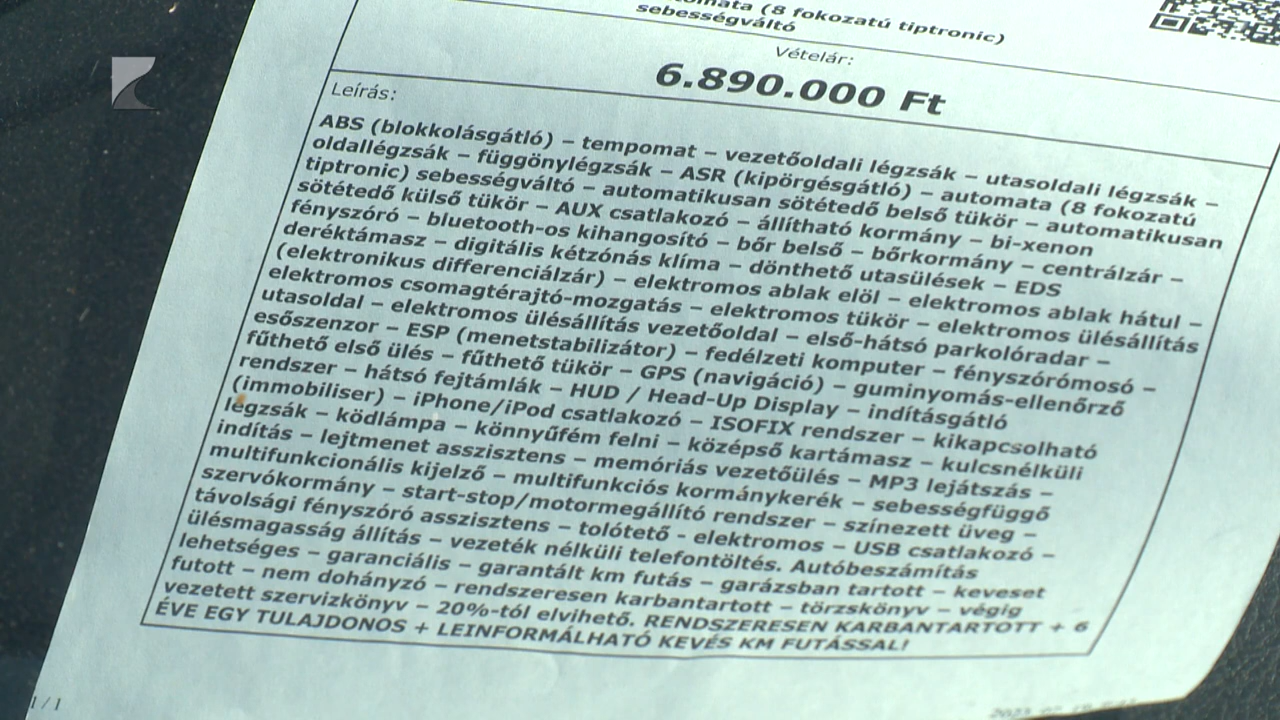 automata (8 fokozatú tiptronic)
sebességváltó
Vételár:
6.890.000 Ft
Leírás:
ABS (blokkolásgátló) – tempomat – vezetőoldali légzsák – utasoldali légzsák –
oldallégzsák – függönylégzsák – ASR (kipörgésgátló) – automata (8 fokozatú
tiptronic) sebességváltó – automatikusan sötétedő belső tükör – automatikusan
sötétedő külső tükör – AUX csatlakozó – állítható kormány – bi-xenon
fényszóró – bluetooth-os kihangosító – bőr belső – bőrkormány – centrálzár –
deréktámasz – digitális kétzónás klíma – dönthető utasülések – EDS
(elektronikus differenciálzár) – elektromos ablak elöl – elektromos ablak hátul –
elektromos csomagtérajtó-mozgatás – elektromos tükör – elektromos ülésállítás
utasoldal – elektromos ülésállítás vezetőoldal – első-hátsó parkolóradar –
esőszenzor – ESP (menetstabilizátor) – fedélzeti komputer – fényszórómosó –
fűthető első ülés – fűthető tükör – GPS (navigáció) – guminyomás-ellenőrző
rendszer – hátsó fejtámlák – HUD / Head-Up Display – indításgátló
(immobiliser) – iPhone/iPod csatlakozó – ISOFIX rendszer – kikapcsolható
légzsák – ködlámpa – könnyűfém felni – középső kartámasz – kulcsnélküli
indítás – lejtmenet asszisztens – memóriás vezetőülés – MP3 lejátszás –
multifunkcionális kijelző – multifunkciós kormánykerék – sebességfüggő
szervókormány – start-stop/motormegállító rendszer – színezett üveg –
távolsági fényszóró asszisztens – tolótető - elektromos – USB csatlakozó –
ülésmagasság állítás – vezeték nélküli telefontöltés. Autóbeszámítás
lehetséges – garanciális – garantált km futás – garázsban tartott – keveset
futott – nem dohányzó – rendszeresen karbantartott – törzskönyv – végig
vezetett szervizkönyv – 20%-tól elvihető. RENDSZERESEN KARBANTARTOTT + 6
ÉVE EGY TULAJDONOS + LEINFORMÁLHATÓ KEVÉS KM FUTÁSSAL!
1 / 1